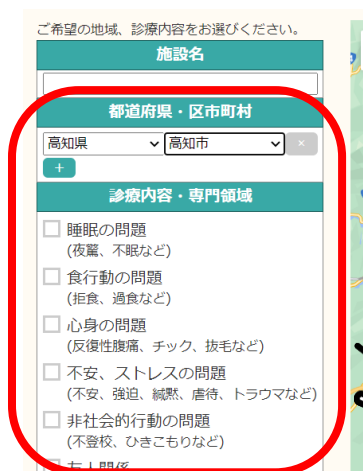 ご希望の地域、診療内容をお選びください。
施設名
都道府県・区市町村
高知県 高知市 ×
+
診療内容・専門領域
睡眠の問題
(夜驚、不眠など)
食行動の問題
(拒食、過食など)
心身の問題
(反復性腹痛、チック、抜毛など)
不安、ストレスの問題
(不安、強迫、緘黙、虐待、トラウマなど)
非社会的行動の問題
(不登校、ひきこもりなど)
友人関係